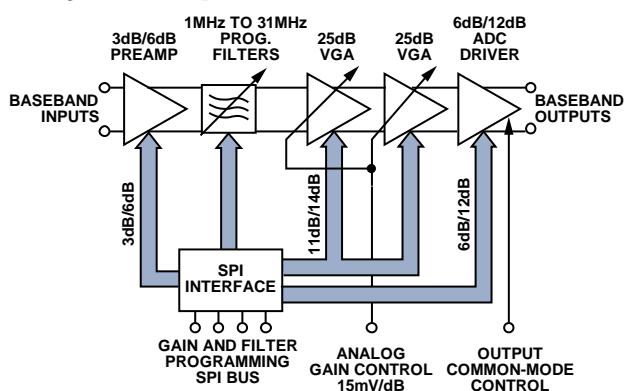 3dB/6dB
PREAMP
1MHz TO 31MHz
PROG.
FILTERS
25dB
VGA
25dB
VGA
6dB/12dB
ADC
DRIVER
BASEBAND
INPUTS
BASEBAND
OUTPUTS
3dB/6dB
11dB/14dB
6dB/12dB
SPI
INTERFACE
GAIN AND FILTER
PROGRAMMING
SPI BUS
ANALOG
GAIN CONTROL
15mV/dB
OUTPUT
COMMON-MODE
CONTROL